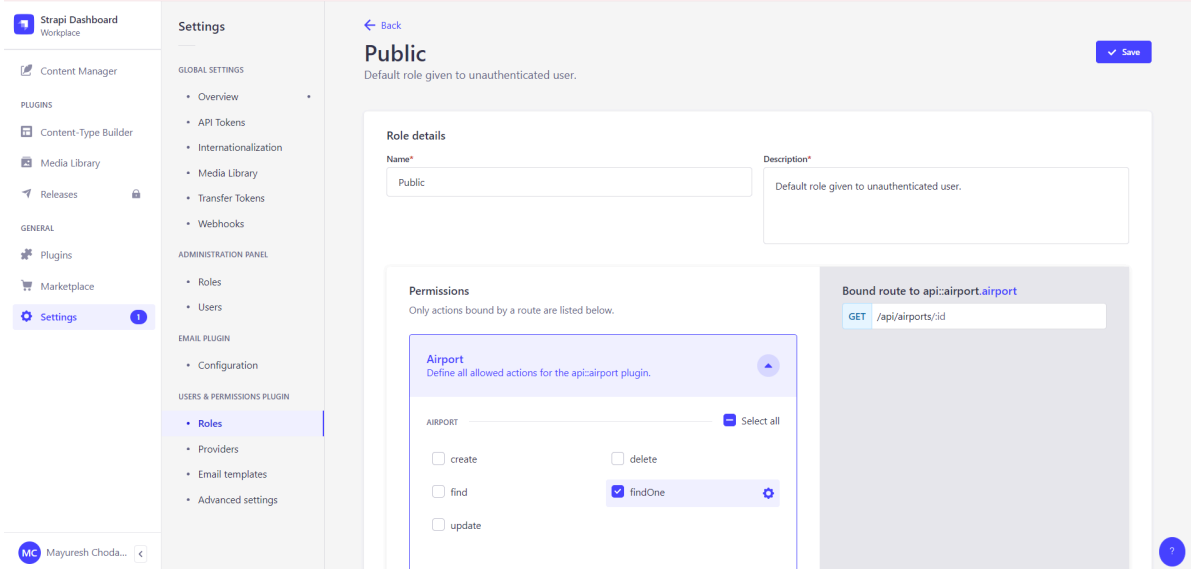 Strapi Dashboard
Workplace
Content Manager
PLUGINS
Content-Type Builder
Media Library
Releases
GENERAL
Plugins
Marketplace
Settings
1
MC
Mayuresh Choda...
Settings
GLOBAL SETTINGS
Overview
API Tokens
Internationalization
Media Library
Transfer Tokens
Webhooks
ADMINISTRATION PANEL
Roles
Users
EMAIL PLUGIN
Configuration
USERS & PERMISSIONS PLUGIN
Roles
Providers
Email templates
Advanced settings
Back
Public
Default role given to unauthenticated user.
Save
Role details
Name*
Public
Description*
Default role given to unauthenticated user.
Permissions
Only actions bound by a route are listed below.
Airport
Define all allowed actions for the api::airport plugin.
AIRPORT
Select all
create
delete
find
findOne
update
Bound route to api::airport.airport
GET /api/airports/:id
?